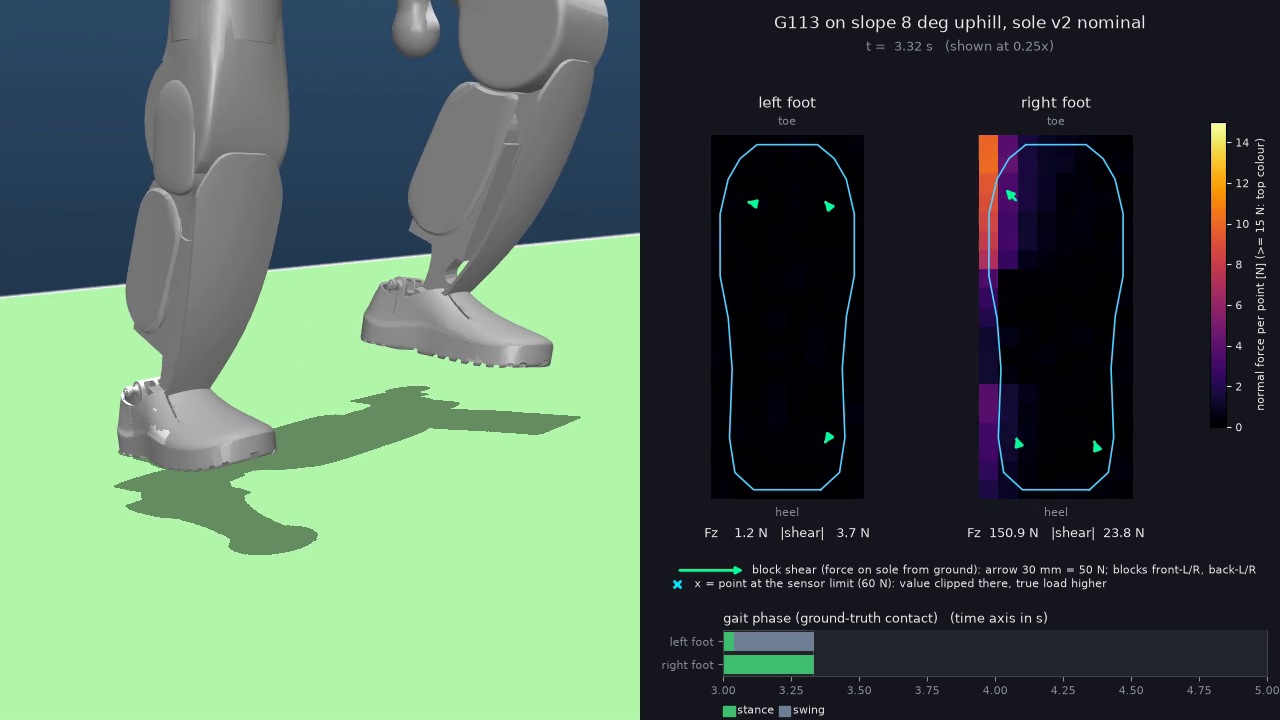 G113 on slope 8 deg uphill, sole v2 nominal
t =  3.32 s   (shown at 0.25x)
left foot
right foot
toe
toe
14
12
10
8
6
4
2
0
normal force per point [N] (>= 15 N: top colour)
heel
heel
Fz    1.2 N   |shear|   3.7 N
Fz  150.9 N   |shear|  23.8 N
block shear (force on sole from ground): arrow 30 mm = 50 N; blocks front-L/R, back-L/R
x = point at the sensor limit (60 N): value clipped there, true load higher
gait phase (ground-truth contact)   (time axis in s)
left foot
right foot
3.00
3.25
3.50
3.75
4.00
4.25
4.50
4.75
5.00
stance
swing